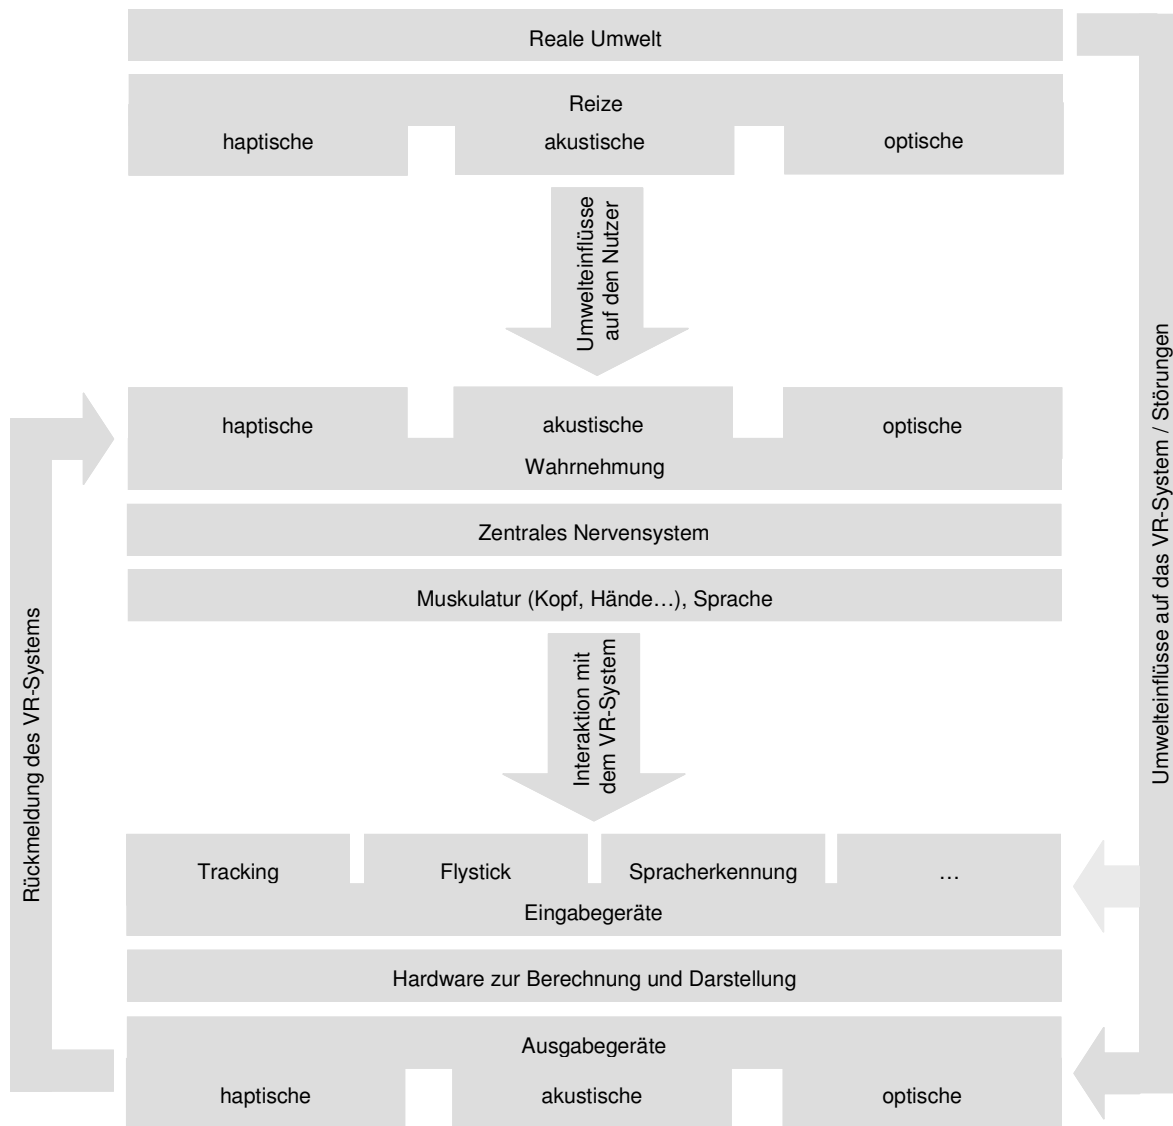 Reale Umwelt
Reize
haptische
akustische
optische
Umwelteinflüsse
auf den Nutzer
haptische
akustische
optische
Wahrnehmung
Zentrales Nervensystem
Muskulatur (Kopf, Hände…), Sprache
Interaktion mit
dem VR-System
Tracking
Flystick
Spracherkennung
…
Eingabegeräte
Hardware zur Berechnung und Darstellung
Ausgabegeräte
haptische
akustische
optische
Rückmeldung des VR-Systems
Umwelteinflüsse auf das VR-System / Störungen